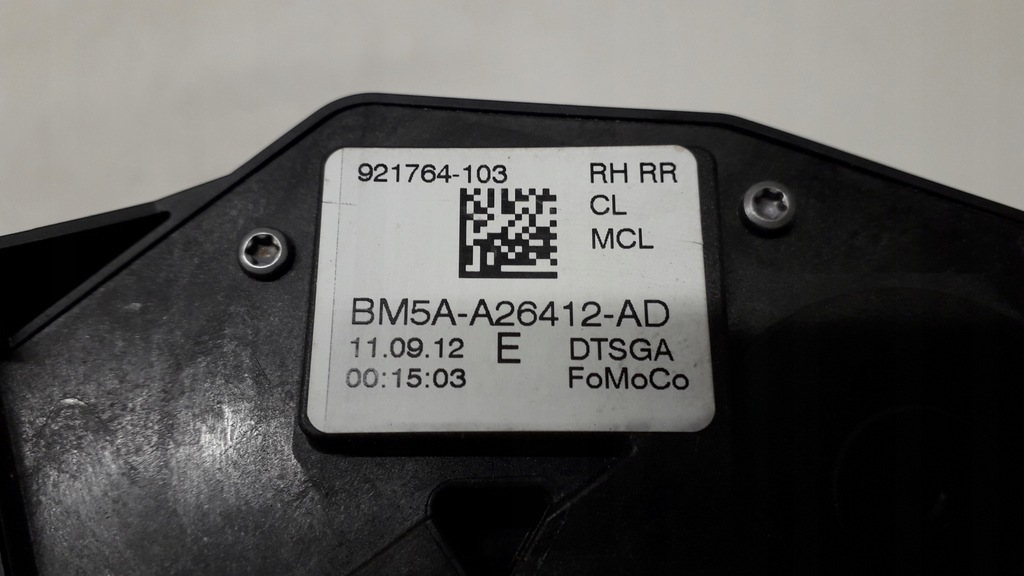 921764-103 RH RR
CL
MCL
BM5A-A26412-AD
11.09.12 E DTSGA
00:15:03 FoMoCo